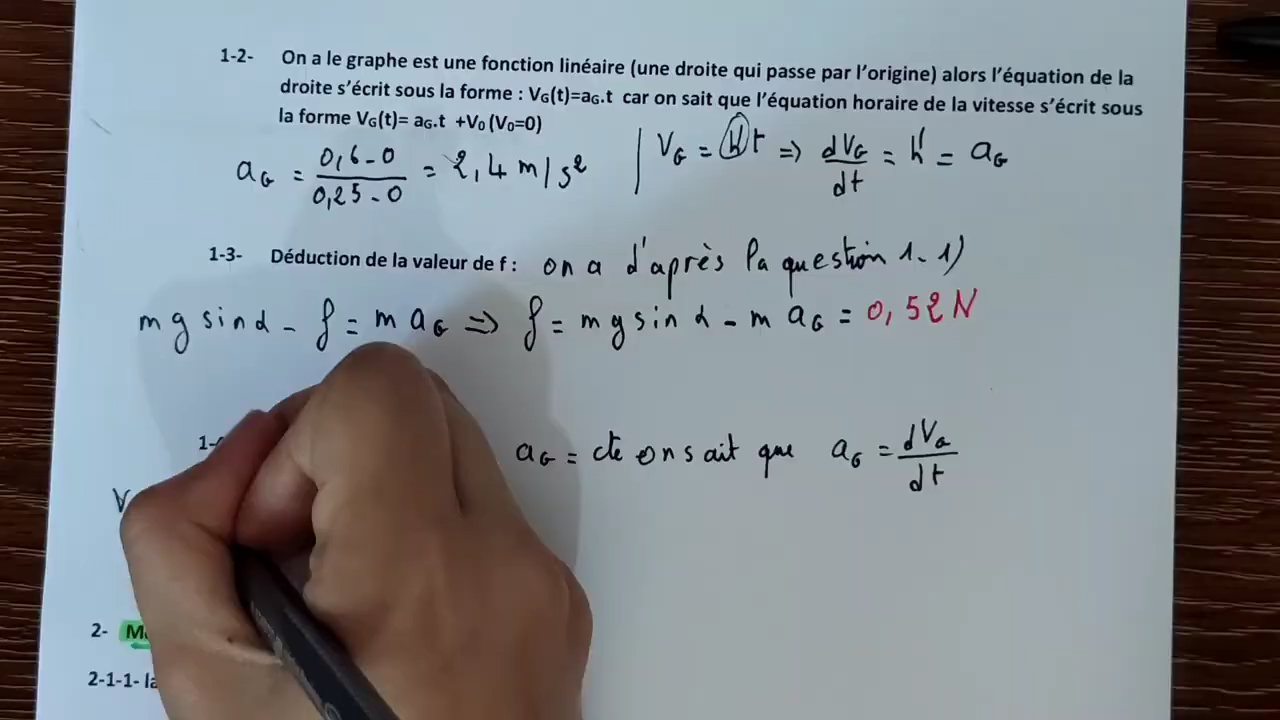 1-2- On a le graphe est une fonction linéaire (une droite qui passe par l'origine) alors l'équation de la
droite s'écrit sous la forme : VG(t)=aG.t car on sait que l'équation horaire de la vitesse s'écrit sous
la forme VG(t)= aG.t +V0 (V0=0)
aG = 0,6-0 / 0,25-0 = 2,4 m/s² | VG = k't => dVG/dt = k' = aG
1-3- Déduction de la valeur de f : on a d'après la question 1.1)
mg sin α - f = m aG => f = mg sin α - m aG = 0,52 N
aG = cte on sait que aG = dVG/dt
V
2-
2-1-1- la